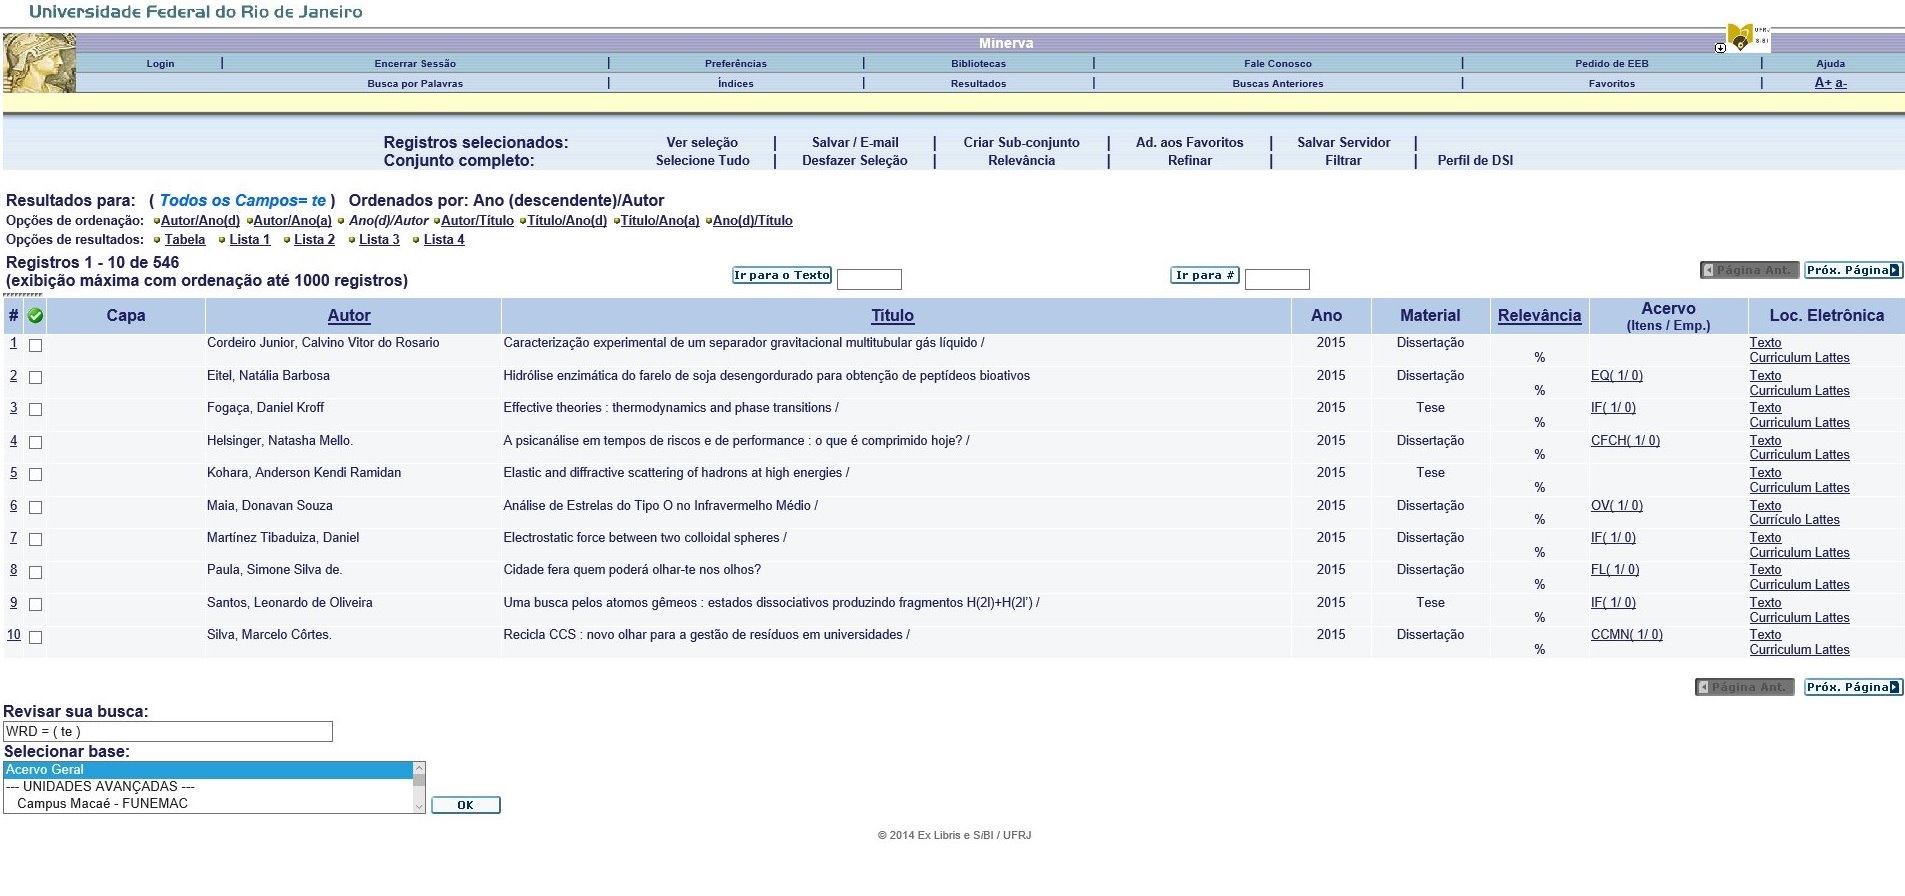 Universidade Federal do Rio de Janeiro
Minerva
UFRJ
SiBI
Login | Encerrar Sessão | Preferências | Bibliotecas | Fale Conosco | Pedido de EEB | Ajuda
Busca por Palavras | Índices | Resultados | Buscas Anteriores | Favoritos | A+ a-
Registros selecionados: Ver seleção | Salvar / E-mail | Criar Sub-conjunto | Ad. aos Favoritos | Salvar Servidor |
Conjunto completo: Selecione Tudo | Desfazer Seleção | Relevância | Refinar | Filtrar | Perfil de DSI
Resultados para: ( Todos os Campos= te ) Ordenados por: Ano (descendente)/Autor
Opções de ordenação: Autor/Ano(d) Autor/Ano(a) Ano(d)/Autor Autor/Título Título/Ano(d) Título/Ano(a) Ano(d)/Título
Opções de resultados: Tabela Lista 1 Lista 2 Lista 3 Lista 4
Registros 1 - 10 de 546
(exibição máxima com ordenação até 1000 registros)
Ir para o Texto Ir para # Página Ant. Próx. Página
# Capa Autor Título Ano Material Relevância Acervo (Itens / Emp.) Loc. Eletrônica
1 Cordeiro Junior, Calvino Vitor do Rosario Caracterização experimental de um separador gravitacional multitubular gás líquido / 2015 Dissertação Texto
% Curriculum Lattes
2 Eitel, Natália Barbosa Hidrólise enzimática do farelo de soja desengordurado para obtenção de peptídeos bioativos 2015 Dissertação EQ( 1/ 0) Texto
% Curriculum Lattes
3 Fogaça, Daniel Kroff Effective theories : thermodynamics and phase transitions / 2015 Tese IF( 1/ 0) Texto
% Curriculum Lattes
4 Helsinger, Natasha Mello. A psicanálise em tempos de riscos e de performance : o que é comprimido hoje? / 2015 Dissertação CFCH( 1/ 0) Texto
% Curriculum Lattes
5 Kohara, Anderson Kendi Ramidan Elastic and diffractive scattering of hadrons at high energies / 2015 Tese Texto
% Curriculum Lattes
6 Maia, Donavan Souza Análise de Estrelas do Tipo O no Infravermelho Médio / 2015 Dissertação OV( 1/ 0) Texto
% Currículo Lattes
7 Martínez Tibaduiza, Daniel Electrostatic force between two colloidal spheres / 2015 Dissertação IF( 1/ 0) Texto
% Curriculum Lattes
8 Paula, Simone Silva de. Cidade fera quem poderá olhar-te nos olhos? 2015 Dissertação FL( 1/ 0) Texto
% Curriculum Lattes
9 Santos, Leonardo de Oliveira Uma busca pelos atomos gêmeos : estados dissociativos produzindo fragmentos H(2l)+H(2l’) / 2015 Tese IF( 1/ 0) Texto
% Curriculum Lattes
10 Silva, Marcelo Côrtes. Recicla CCS : novo olhar para a gestão de resíduos em universidades / 2015 Dissertação CCMN( 1/ 0) Texto
% Curriculum Lattes
Página Ant. Próx. Página
Revisar sua busca:
WRD = ( te )
Selecionar base:
Acervo Geral
--- UNIDADES AVANÇADAS ---
Campus Macaé - FUNEMAC
OK
© 2014 Ex Libris e S/BI / UFRJ